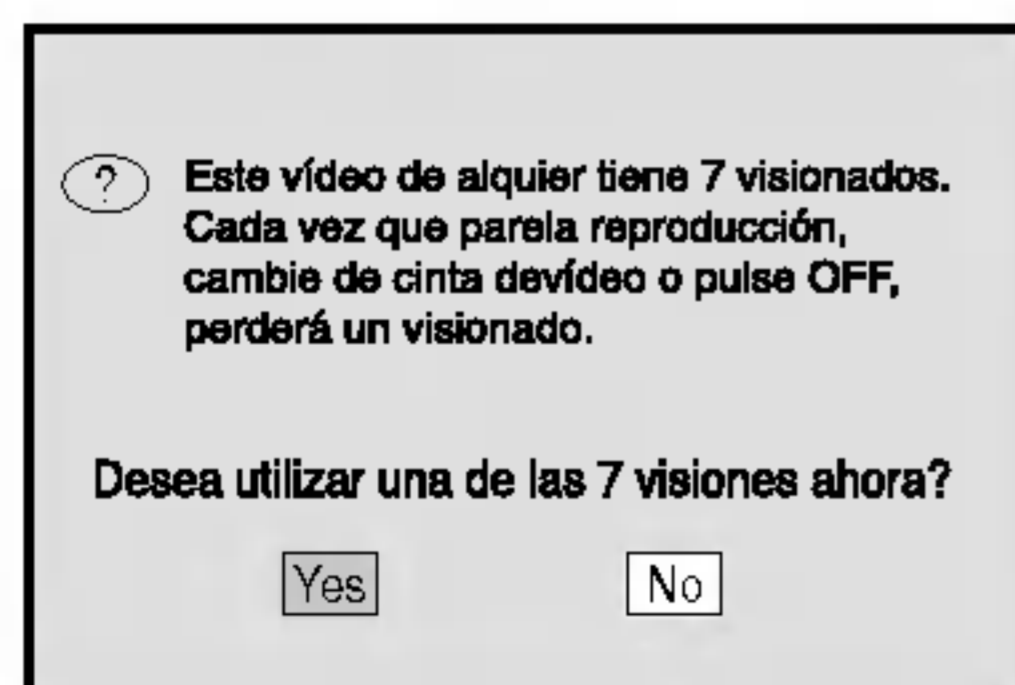 ? Este vídeo de alquier tiene 7 visionados.
Cada vez que parela reproducción,
cambie de cinta devídeo o pulse OFF,
perderá un visionado.
Desea utilizar una de las 7 visiones ahora?
Yes No